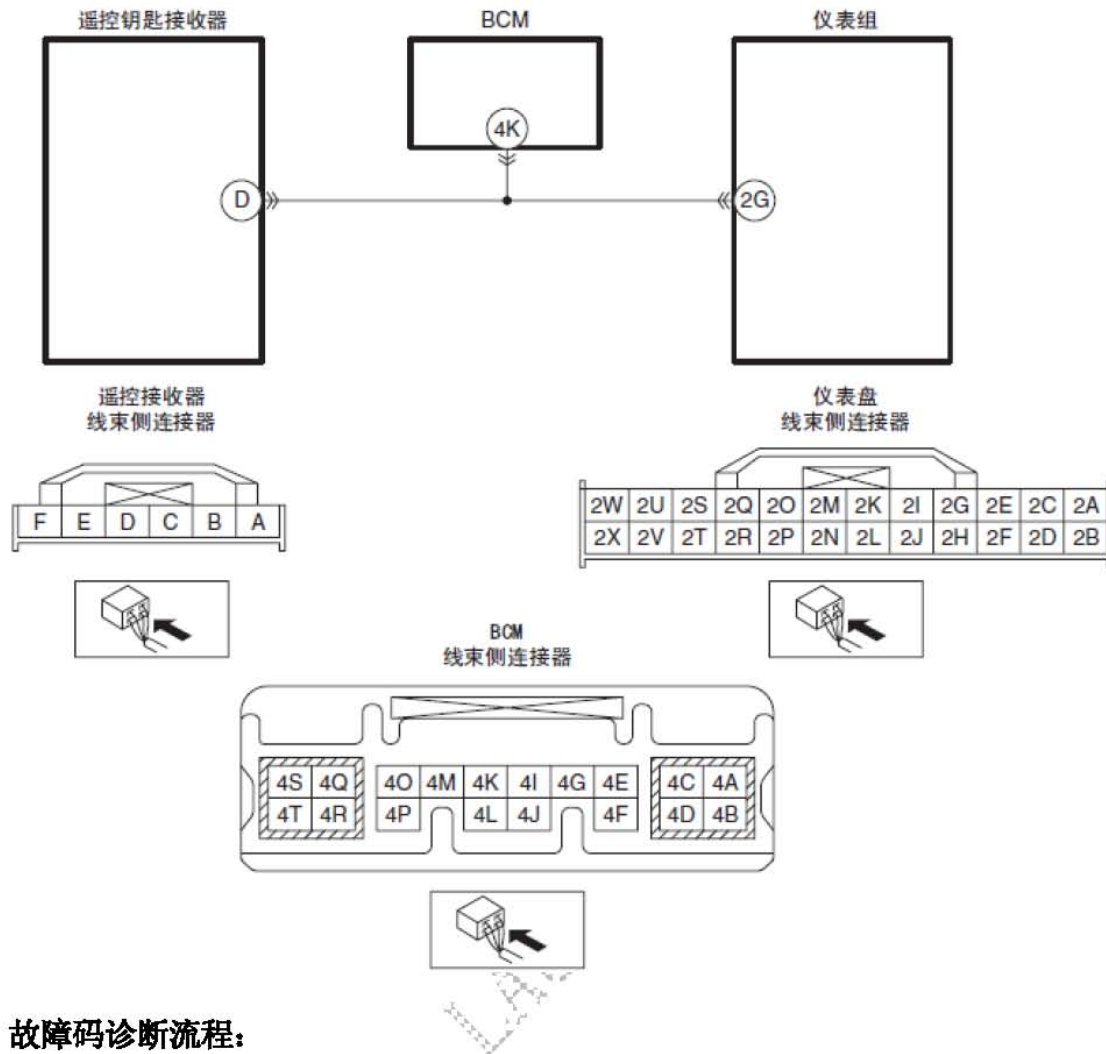 遥控钥匙接收器
BCM
仪表组
4K
D
2G
遥控接收器
线束侧连接器
仪表盘
线束侧连接器
F E D C B A
2W 2U 2S 2Q 2O 2M 2K 2I 2G 2E 2C 2A
2X 2V 2T 2R 2P 2N 2L 2J 2H 2F 2D 2B
BCM
线束侧连接器
4S 4Q 4O 4M 4K 4I 4G 4E 4C 4A
4T 4R 4P 4L 4J 4F 4D 4B
故障码诊断流程: